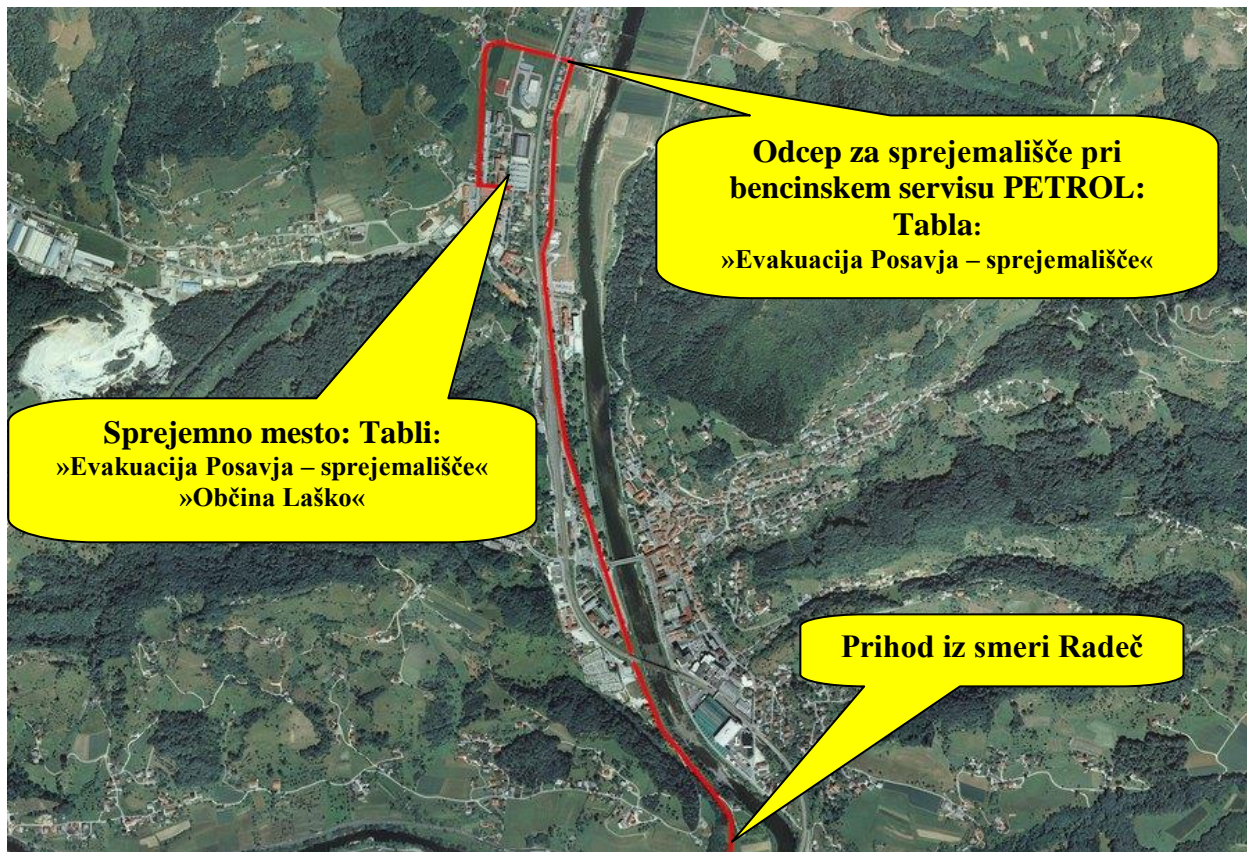 Odcep za sprejemališče pri
bencinskem servisu PETROL:
Tabla:
»Evakuacija Posavja – sprejemališče«
Sprejemno mesto: Tabli:
»Evakuacija Posavja – sprejemališče«
»Občina Laško«
Prihod iz smeri Radeč